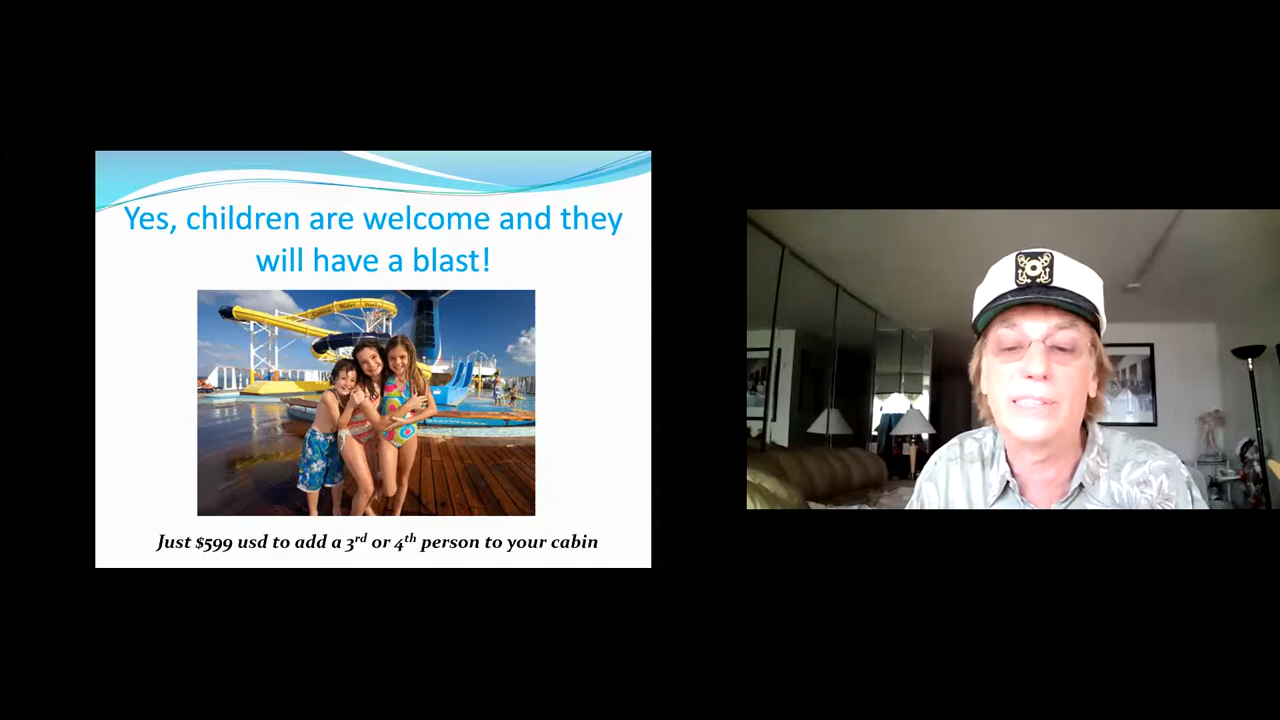 Yes, children are welcome and they
will have a blast!
Just $599 usd to add a 3rd or 4th person to your cabin